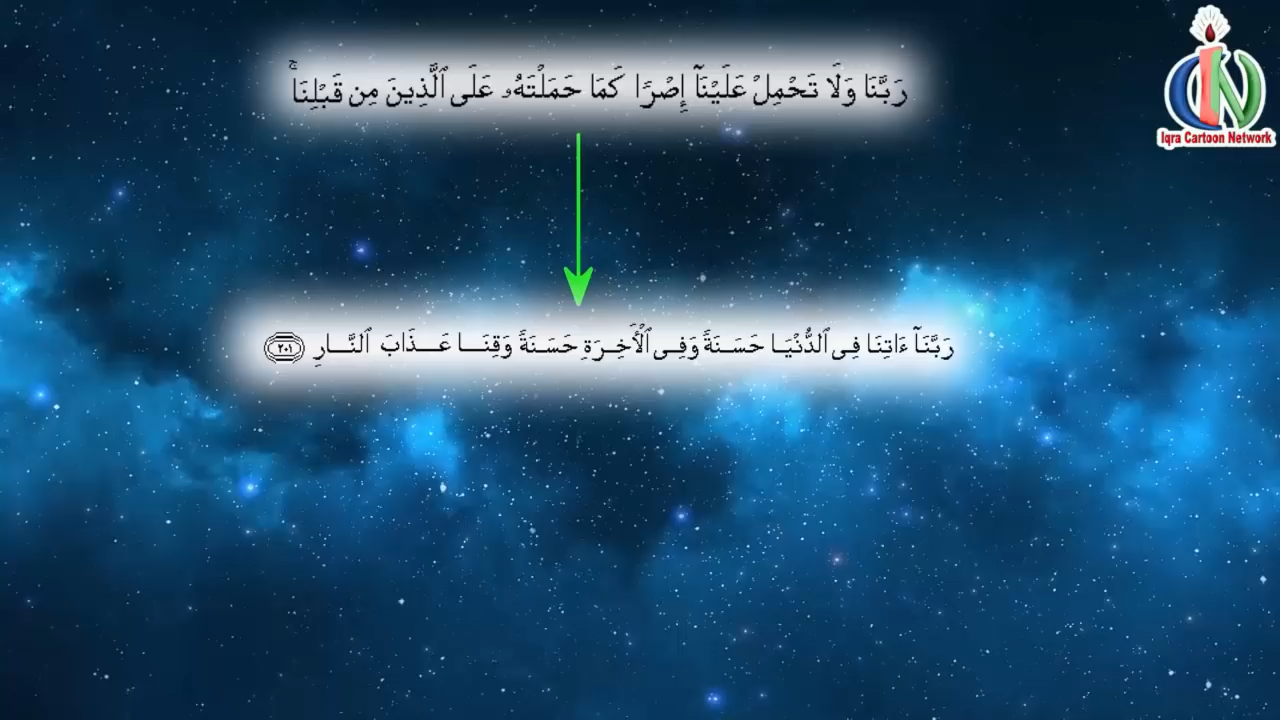 رَبَّنَا وَلَا تَحْمِلْ عَلَيْنَآ إِصْرًا كَمَا حَمَلْتَهُۥ عَلَى ٱلَّذِينَ مِن قَبْلِنَا ۚ
Iqra Cartoon Network
رَبَّنَآ ءَاتِنَا فِى ٱلدُّنْيَا حَسَنَةً وَفِى ٱلْأَخِرَةِ حَسَنَةً وَقِنَا عَذَابَ ٱلنَّارِ ٢٠١